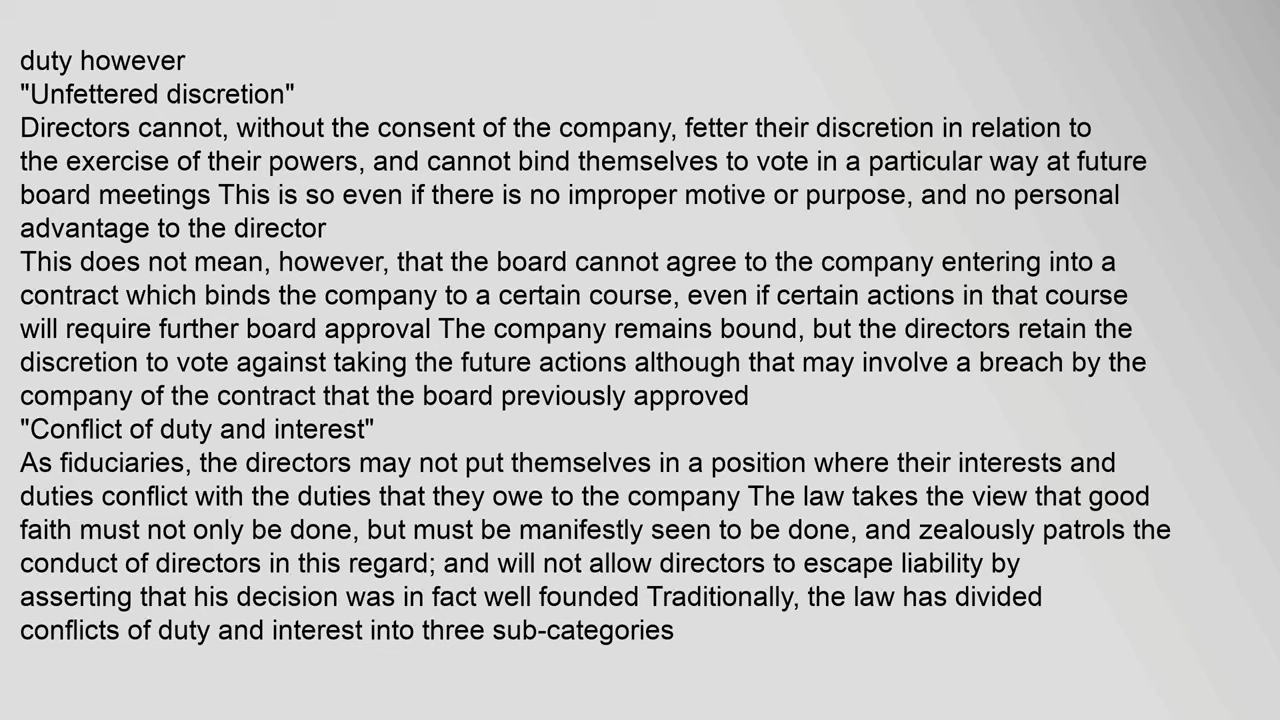 duty however
"Unfettered discretion"
Directors cannot, without the consent of the company, fetter their discretion in relation to
the exercise of their powers, and cannot bind themselves to vote in a particular way at future
board meetings This is so even if there is no improper motive or purpose, and no personal
advantage to the director
This does not mean, however, that the board cannot agree to the company entering into a
contract which binds the company to a certain course, even if certain actions in that course
will require further board approval The company remains bound, but the directors retain the
discretion to vote against taking the future actions although that may involve a breach by the
company of the contract that the board previously approved
"Conflict of duty and interest"
As fiduciaries, the directors may not put themselves in a position where their interests and
duties conflict with the duties that they owe to the company The law takes the view that good
faith must not only be done, but must be manifestly seen to be done, and zealously patrols the
conduct of directors in this regard; and will not allow directors to escape liability by
asserting that his decision was in fact well founded Traditionally, the law has divided
conflicts of duty and interest into three sub-categories